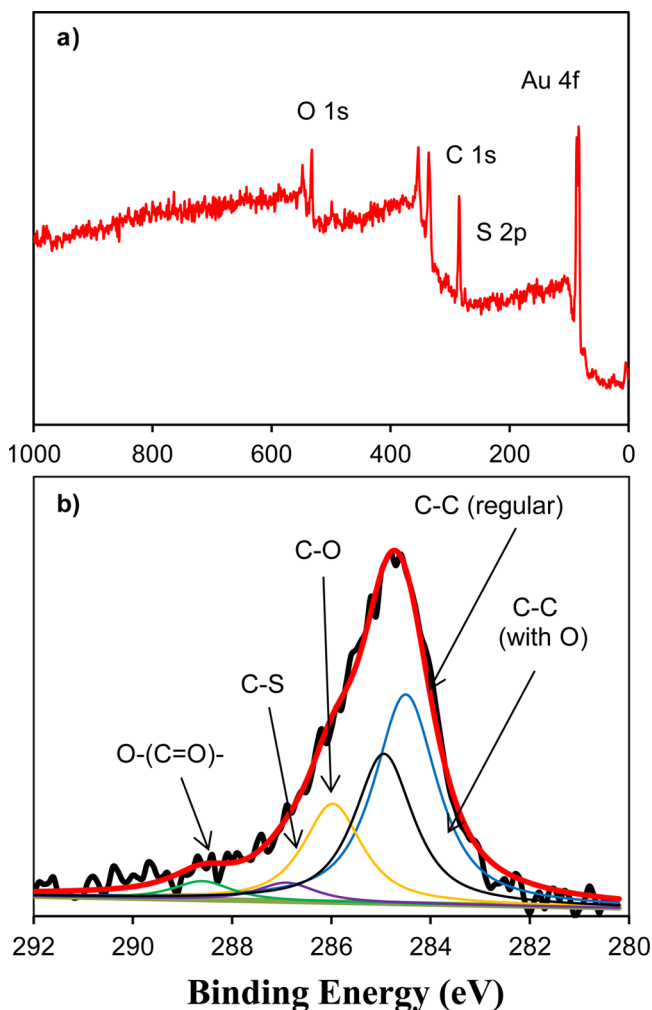 a)
Au 4f
O 1s
C 1s
S 2p
1000 800 600 400 200 0
b)
C-C (regular)
C-O
C-C
(with O)
C-S
O-(C=O)-
292 290 288 286 284 282 280
Binding Energy (eV)